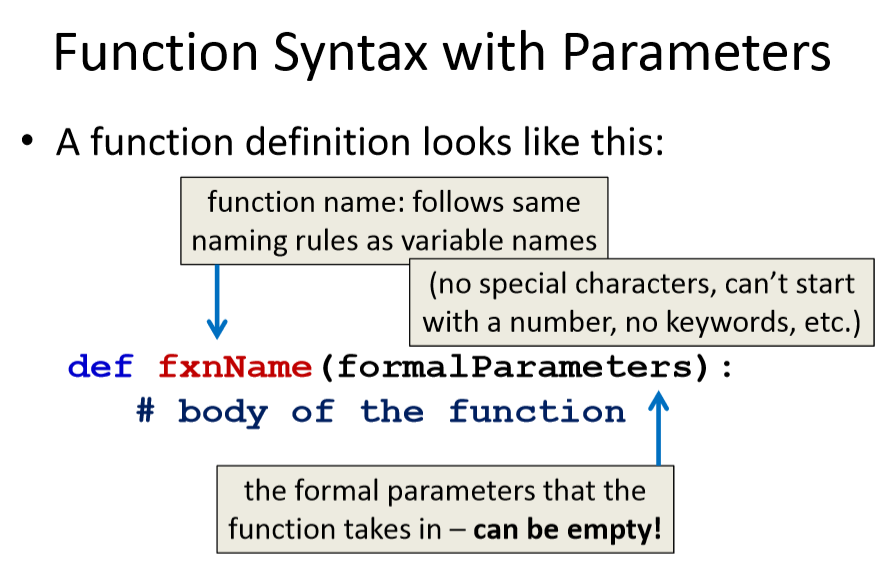 Function Syntax with Parameters
• A function definition looks like this:
function name: follows same
naming rules as variable names
(no special characters, can’t start
with a number, no keywords, etc.)
def fxnName(formalParameters):
# body of the function
the formal parameters that the
function takes in – can be empty!